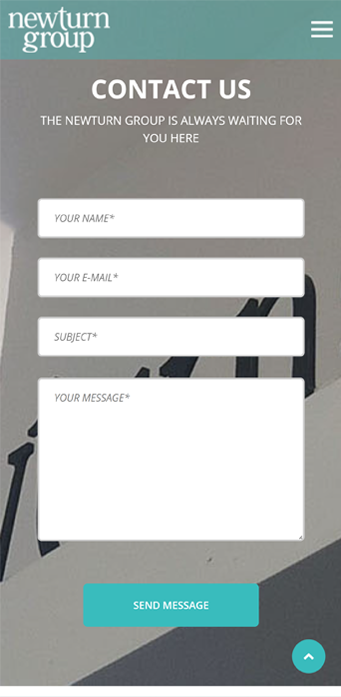 newturn
group
CONTACT US
THE NEWTURN GROUP IS ALWAYS WAITING FOR
YOU HERE
YOUR NAME*
YOUR E-MAIL*
SUBJECT*
YOUR MESSAGE*
SEND MESSAGE